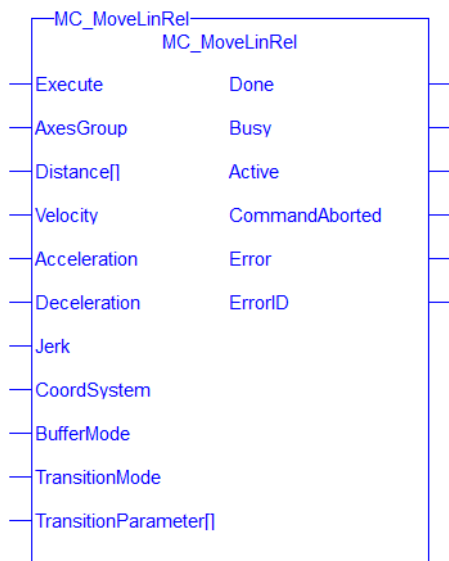 MC_MoveLinRel
MC_MoveLinRel
Execute Done
AxesGroup Busy
Distance[] Active
Velocity CommandAborted
Acceleration Error
Deceleration ErrorID
Jerk
CoordSystem
BufferMode
TransitionMode
TransitionParameter[]